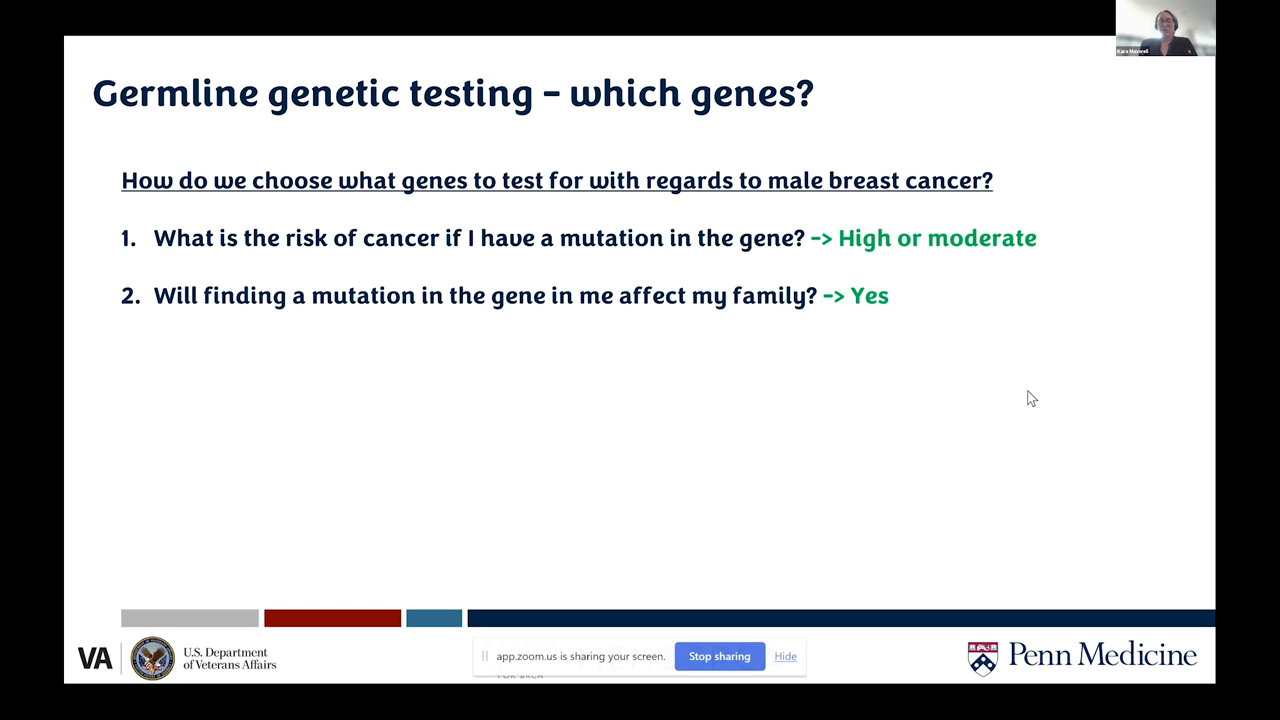 Kara Maxwell
Germline genetic testing – which genes?
How do we choose what genes to test for with regards to male breast cancer?
1. What is the risk of cancer if I have a mutation in the gene? -> High or moderate
2. Will finding a mutation in the gene in me affect my family? -> Yes
VA
U.S. Department
of Veterans Affairs
app.zoom.us is sharing your screen.
Stop sharing
Hide
Penn Medicine